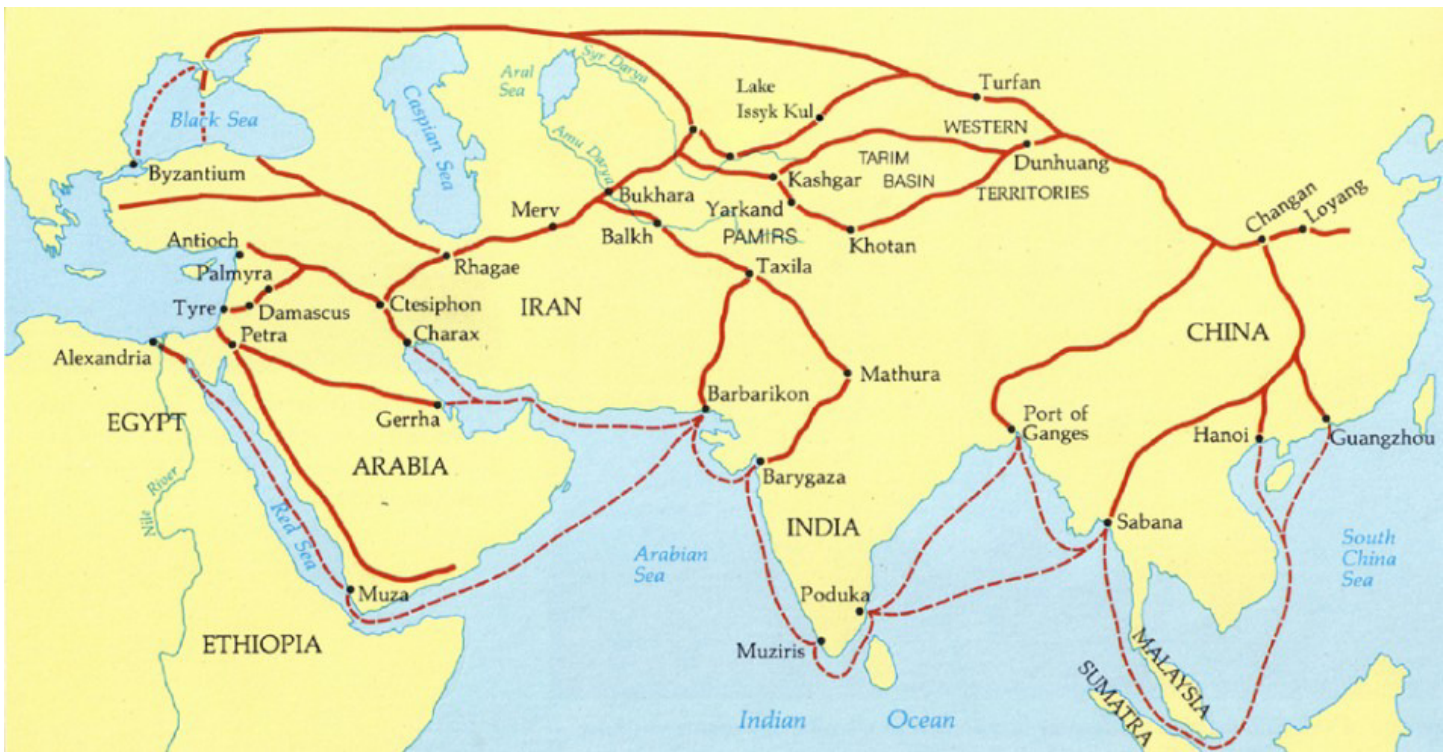 Syr Darya
Aral
Sea
Lake
Issyk Kul
Turfan
Black Sea
Caspian Sea
Amu Darya
WESTERN
Byzantium
TARIM
BASIN
Dunhuang
Kashgar
TERRITORIES
Bukhara
Merv
Yarkand
Balkh
PAMIRS
Khotan
Changan
Loyang
Antioch
Palmyra
Rhagae
Taxila
Tyre
Damascus
Ctesiphon
IRAN
Petra
Charax
CHINA
Alexandria
Mathura
EGYPT
Gerrha
Barbarikon
Port of
Ganges
Hanoi
Guangzhou
ARABIA
Barygaza
Nile River
Red Sea
INDIA
Sabana
Arabian
Sea
South
China
Sea
Muza
Poduka
ETHIOPIA
Muziris
MALAYSIA
SUMATRA
Indian Ocean